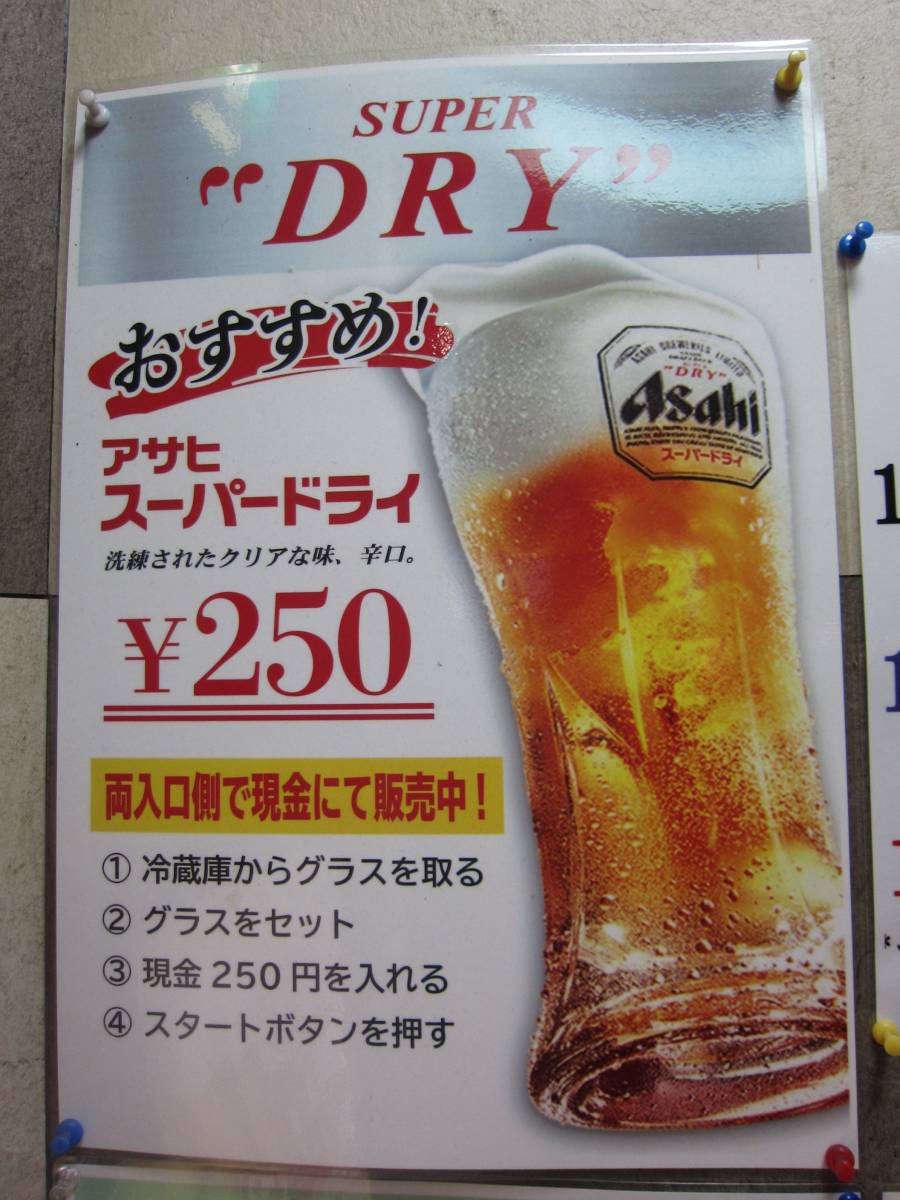 SUPER
"DRY"
おすすめ!
アサヒ
スーパードライ
洗練されたクリアな味、辛口。
¥250
両入口側で現金にて販売中!
① 冷蔵庫からグラスを取る
② グラスをセット
③ 現金 250 円を入れる
④ スタートボタンを押す
ASAHI BREWERIES LIMITED
"DRY"
Asahi
スーパードライ